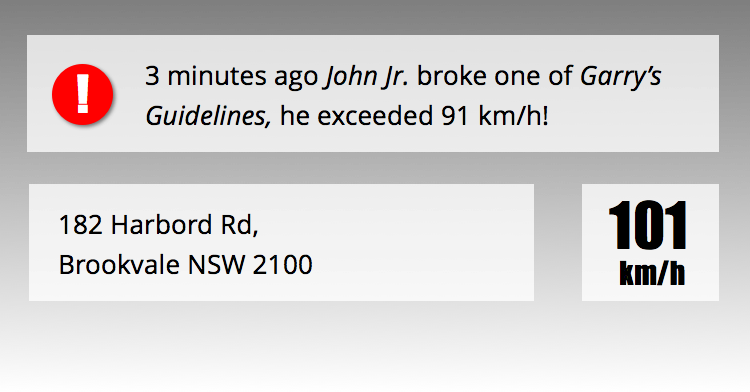 !
3 minutes ago John Jr. broke one of Garry’s
Guidelines, he exceeded 91 km/h!
182 Harbord Rd,
Brookvale NSW 2100
101
km/h